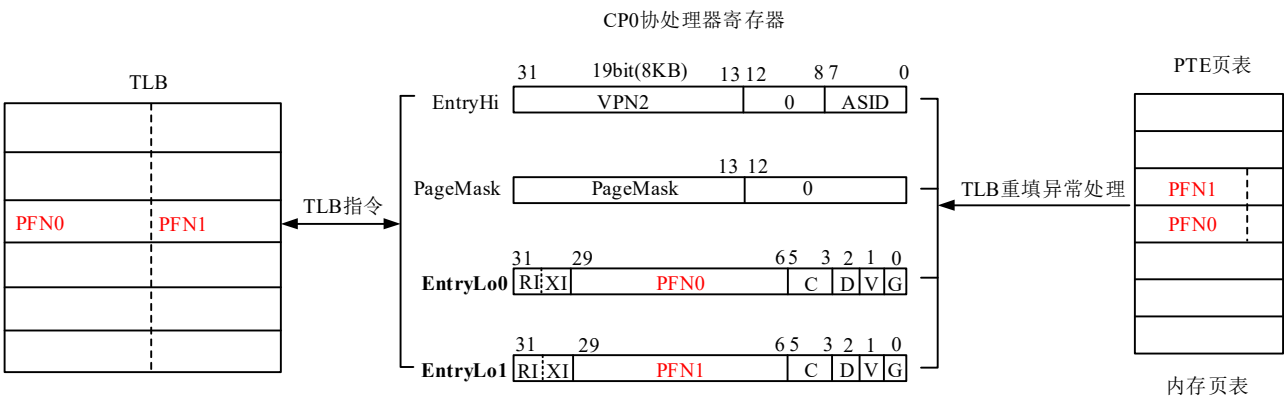 CP0协处理器寄存器
TLB
PTE页表
31 19bit(8KB) 13 12 8 7 0
EntryHi VPN2 0 ASID
13 12
PageMask PageMask 0
TLB指令
TLB重填异常处理
PFN0 PFN1
PFN1
PFN0
31 29 6 5 3 2 1 0
EntryLo0 RI XI PFN0 C D V G
31 29 6 5 3 2 1 0
EntryLo1 RI XI PFN1 C D V G
内存页表